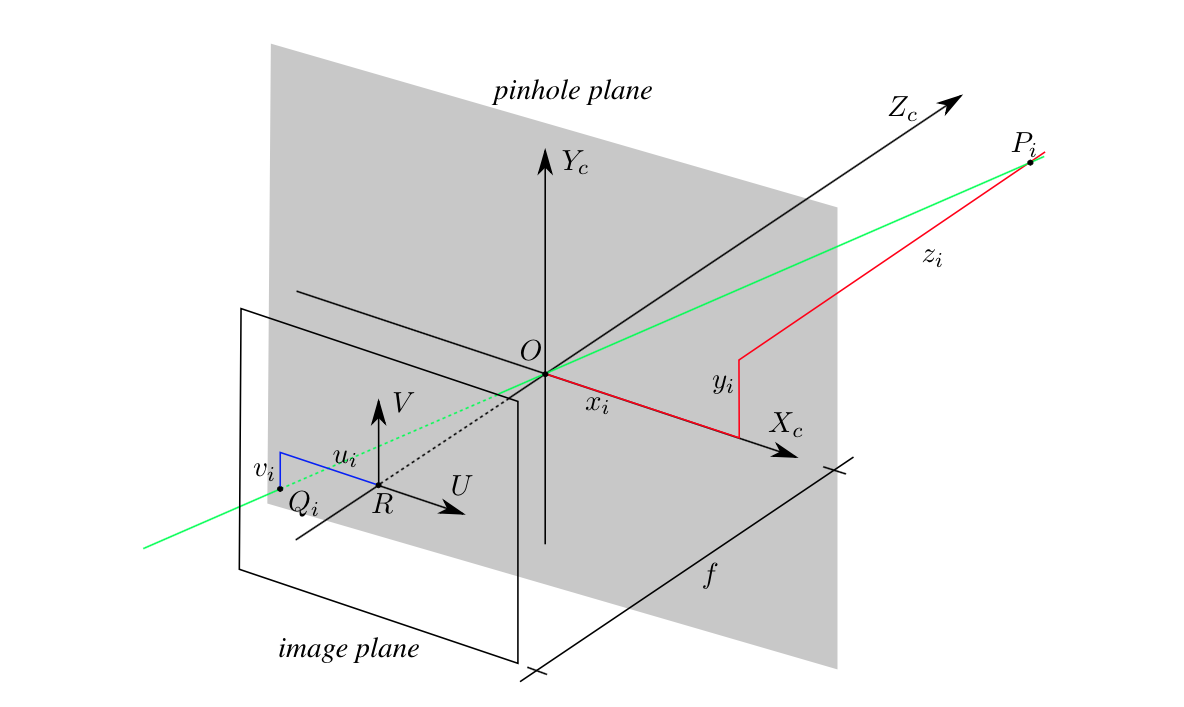 pinhole plane
Z_c
P_i
Y_c
z_i
O
y_i
x_i
X_c
V
u_i
v_i
U
Q_i
R
f
image plane